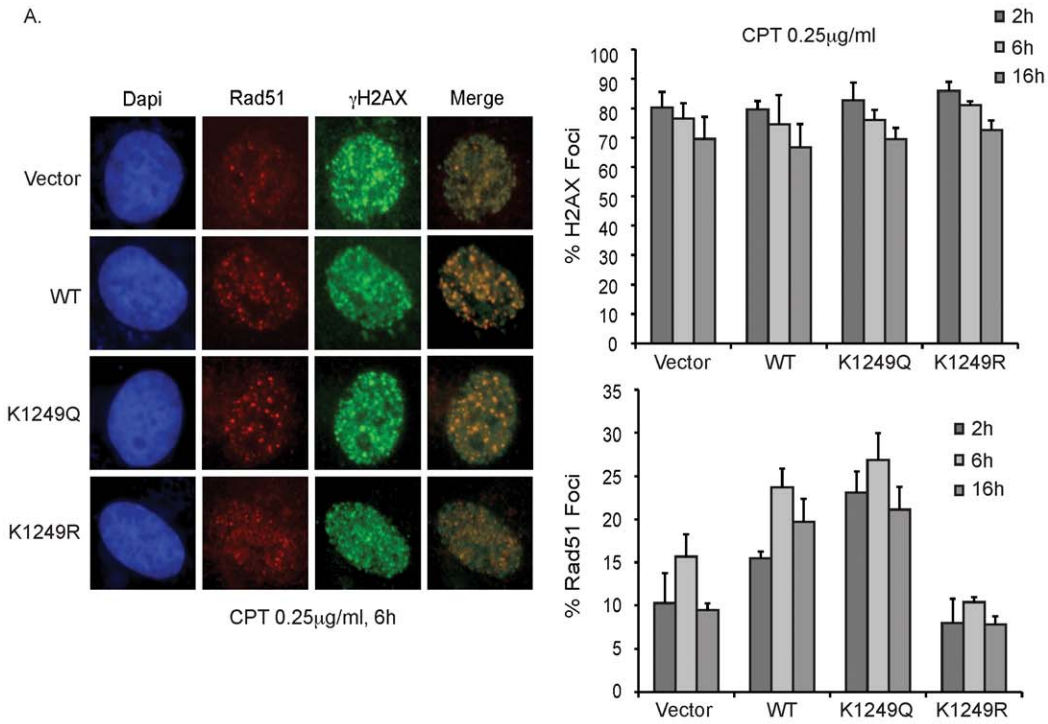 A.
Dapi Rad51 γH2AX Merge
Vector
WT
K1249Q
K1249R
CPT 0.25µg/ml, 6h
CPT 0.25µg/ml
2h
6h
16h
% H2AX Foci
100
90
80
70
60
50
40
30
20
10
0
Vector WT K1249Q K1249R
2h
6h
16h
% Rad51 Foci
35
30
25
20
15
10
5
0
Vector WT K1249Q K1249R